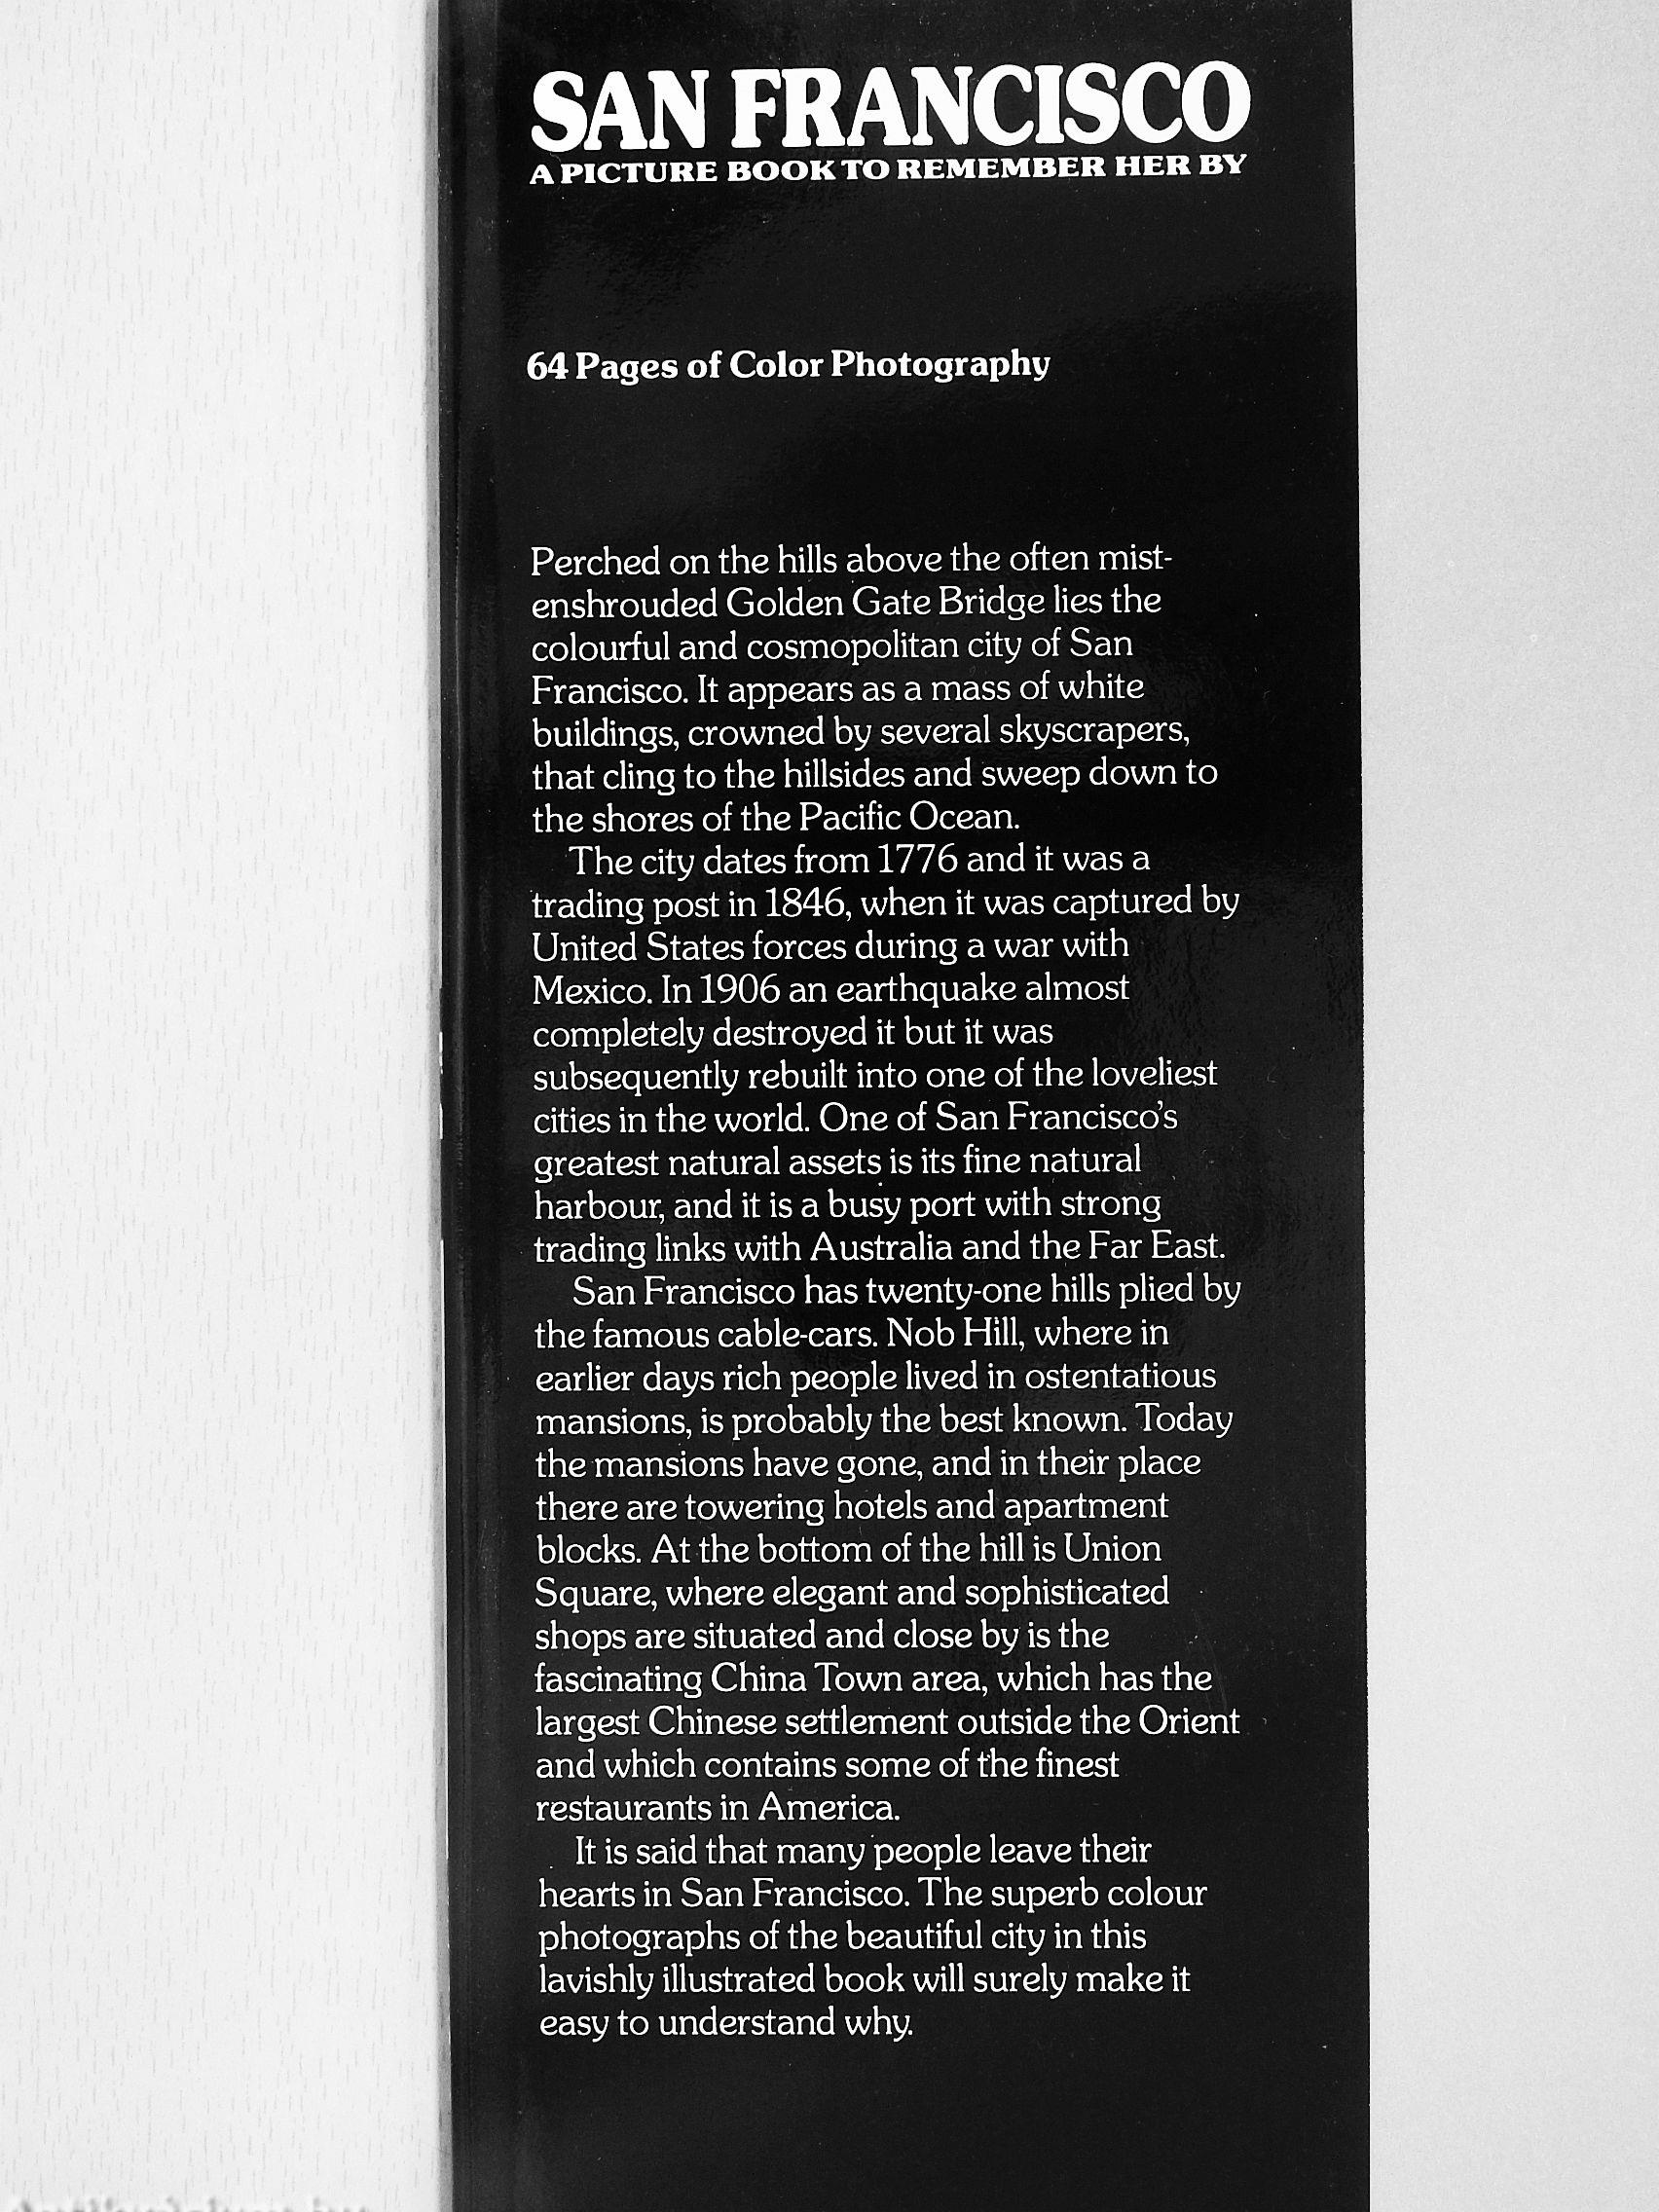 SAN FRANCISCO
A PICTURE BOOK TO REMEMBER HER BY
64 Pages of Color Photography
Perched on the hills above the often mist-
enshrouded Golden Gate Bridge lies the
colourful and cosmopolitan city of San
Francisco. It appears as a mass of white
buildings, crowned by several skyscrapers,
that cling to the hillsides and sweep down to
the shores of the Pacific Ocean.
The city dates from 1776 and it was a
trading post in 1846, when it was captured by
United States forces during a war with
Mexico. In 1906 an earthquake almost
completely destroyed it but it was
subsequently rebuilt into one of the loveliest
cities in the world. One of San Francisco's
greatest natural assets is its fine natural
harbour, and it is a busy port with strong
trading links with Australia and the Far East.
San Francisco has twenty-one hills plied by
the famous cable-cars. Nob Hill, where in
earlier days rich people lived in ostentatious
mansions, is probably the best known. Today
the mansions have gone, and in their place
there are towering hotels and apartment
blocks. At the bottom of the hill is Union
Square, where elegant and sophisticated
shops are situated and close by is the
fascinating China Town area, which has the
largest Chinese settlement outside the Orient
and which contains some of the finest
restaurants in America.
It is said that many people leave their
hearts in San Francisco. The superb colour
photographs of the beautiful city in this
lavishly illustrated book will surely make it
easy to understand why.